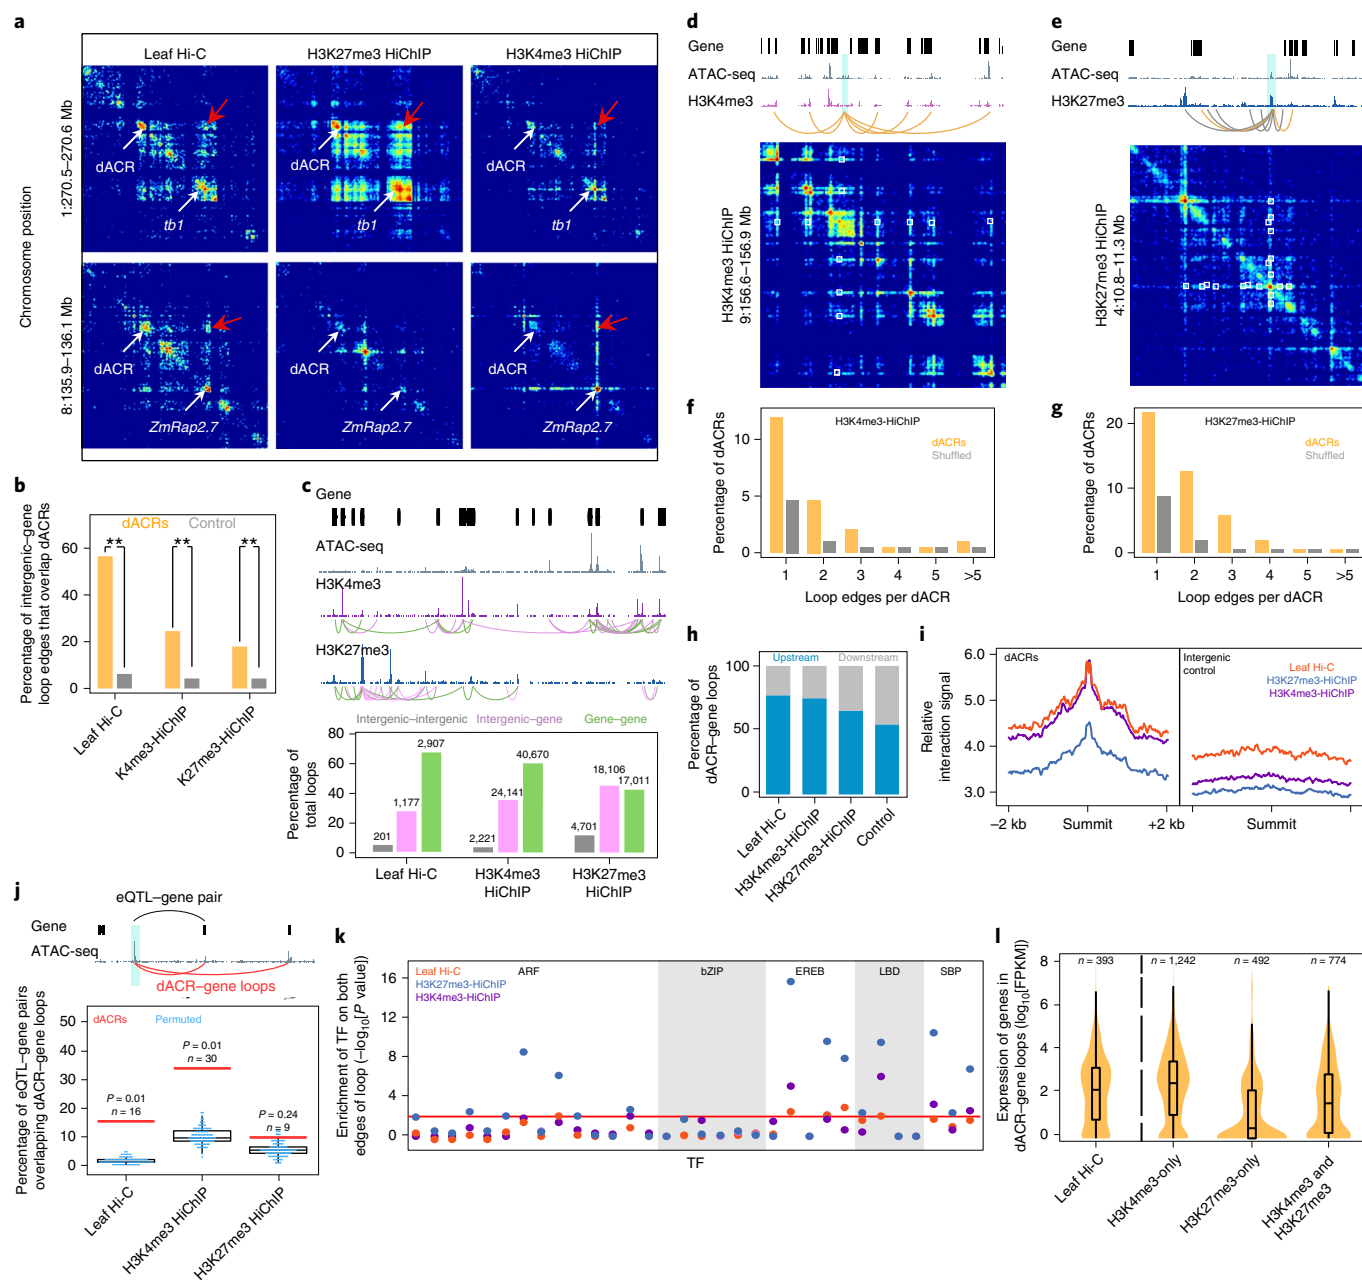 a
Leaf Hi-C
H3K27me3 HiChIP
H3K4me3 HiChIP
Chromosome position
1:270.5–270.6 Mb
dACR
tb1
dACR
tb1
dACR
tb1
8:135.9–136.1 Mb
dACR
ZmRap2.7
dACR
ZmRap2.7
dACR
ZmRap2.7
b
Percentage of intergenic–gene
loop edges that overlap dACRs
dACRs
Control
**
**
**
60
40
20
0
Leaf Hi-C
K4me3-HiChIP
K27me3-HiChIP
c
Gene
ATAC-seq
H3K4me3
H3K27me3
Intergenic–intergenic
Intergenic–gene
Gene–gene
Percentage of
total loops
80
60
40
20
0
201
1,177
2,907
2,221
24,141
40,670
4,701
18,106
17,011
Leaf Hi-C
H3K4me3
HiChIP
H3K27me3
HiChIP
d
Gene
ATAC-seq
H3K4me3
H3K4me3 HiChIP
9:156.6–156.9 Mb
e
Gene
ATAC-seq
H3K27me3
H3K27me3 HiChIP
4:10.8–11.3 Mb
f
Percentage of dACRs
H3K4me3-HiChIP
dACRs
Shuffled
10
5
0
1
2
3
4
5
>5
Loop edges per dACR
g
Percentage of dACRs
H3K27me3-HiChIP
dACRs
Shuffled
20
10
0
1
2
3
4
5
>5
Loop edges per dACR
h
Percentage of
dACR–gene loops
Upstream
Downstream
100
50
0
Leaf Hi-C
H3K4me3-HiChIP
H3K27me3-HiChIP
Control
i
Relative
interaction signal
6.0
5.0
4.0
3.0
dACRs
Intergenic
control
Leaf Hi-C
H3K27me3-HiChIP
H3K4me3-HiChIP
–2 kb
Summit
+2 kb
Summit
j
eQTL–gene pair
Gene
ATAC-seq
dACR–gene loops
Percentage of eQTL–gene pairs
overlapping dACR–gene loops
dACRs
Permuted
50
40
30
20
10
0
P = 0.01
n = 16
P = 0.01
n = 30
P = 0.24
n = 9
Leaf Hi-C
H3K4me3 HiChIP
H3K27me3 HiChIP
k
Enrichment of TF on both
edges of loop (–log10[P value])
Leaf Hi-C
H3K27me3-HiChIP
H3K4me3-HiChIP
ARF
bZIP
EREB
LBD
SBP
16
12
8
4
0
TF
l
Expression of genes in
dACR–gene loops (log10[FPKM])
8
6
4
2
0
n = 393
n = 1,242
n = 492
n = 774
Leaf Hi-C
H3K4me3-only
H3K27me3-only
H3K4me3 and
H3K27me3